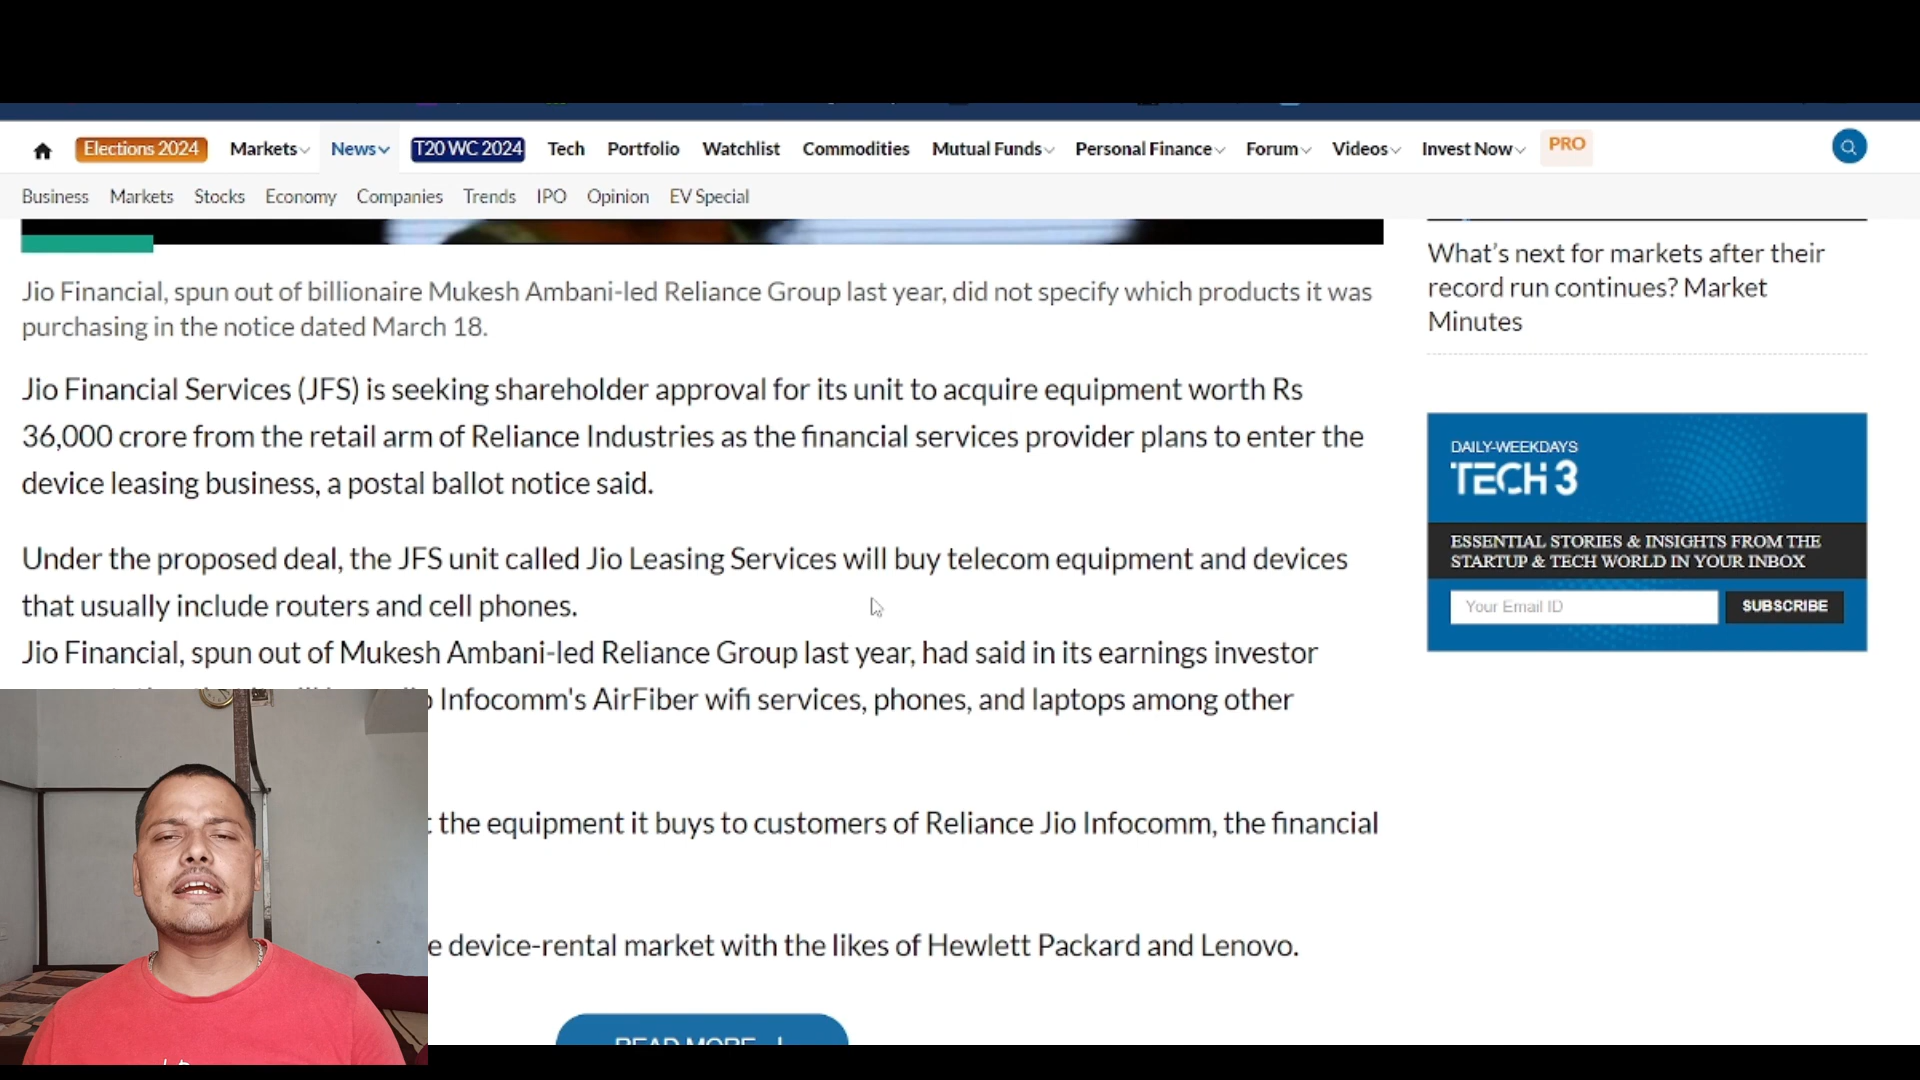 Elections 2024 Markets News T20 WC 2024 Tech Portfolio Watchlist Commodities Mutual Funds Personal Finance Forum Videos Invest Now PRO
Business Markets Stocks Economy Companies Trends IPO Opinion EV Special
Jio Financial, spun out of billionaire Mukesh Ambani-led Reliance Group last year, did not specify which products it was
purchasing in the notice dated March 18.
Jio Financial Services (JFS) is seeking shareholder approval for its unit to acquire equipment worth Rs
36,000 crore from the retail arm of Reliance Industries as the financial services provider plans to enter the
device leasing business, a postal ballot notice said.
Under the proposed deal, the JFS unit called Jio Leasing Services will buy telecom equipment and devices
that usually include routers and cell phones.
Jio Financial, spun out of Mukesh Ambani-led Reliance Group last year, had said in its earnings investor
Infocomm's AirFiber wifi services, phones, and laptops among other
the equipment it buys to customers of Reliance Jio Infocomm, the financial
device-rental market with the likes of Hewlett Packard and Lenovo.
READ MORE
What's next for markets after their
record run continues? Market
Minutes
DAILY-WEEKDAYS
TECH 3
ESSENTIAL STORIES & INSIGHTS FROM THE
STARTUP & TECH WORLD IN YOUR INBOX
Your Email ID SUBSCRIBE